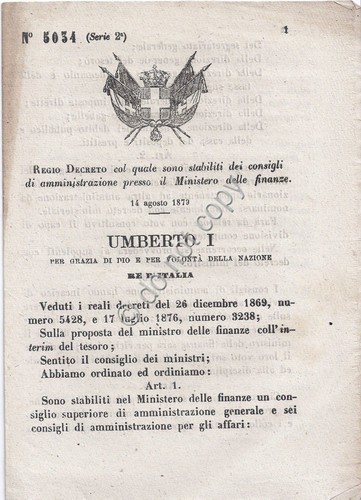 N° 5034 (Serie 2ª)
1
REGIO DECRETO col quale sono stabiliti dei consigli
di amministrazione presso il Ministero delle finanze.
14 agosto 1879
UMBERTO I
PER GRAZIA DI DIO E PER VOLONTÀ DELLA NAZIONE
RE D'ITALIA
Veduti i reali decreti del 26 dicembre 1869, nu-
mero 5428, e 17 luglio 1876, numero 3238;
Sulla proposta del ministro delle finanze coll'in-
terim del tesoro;
Sentito il consiglio dei ministri;
Abbiamo ordinato ed ordiniamo:
Art. 1.
Sono stabiliti nel Ministero delle finanze un con-
siglio superiore di amministrazione generale e sei
consigli di amministrazione per gli affari: